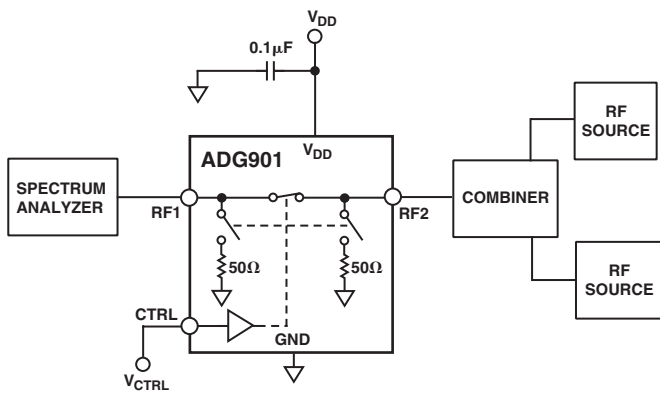 VDD
0.1µF
RF
SOURCE
ADG901
VDD
SPECTRUM
ANALYZER
RF1
RF2
COMBINER
50Ω
50Ω
RF
SOURCE
CTRL
GND
VCTRL